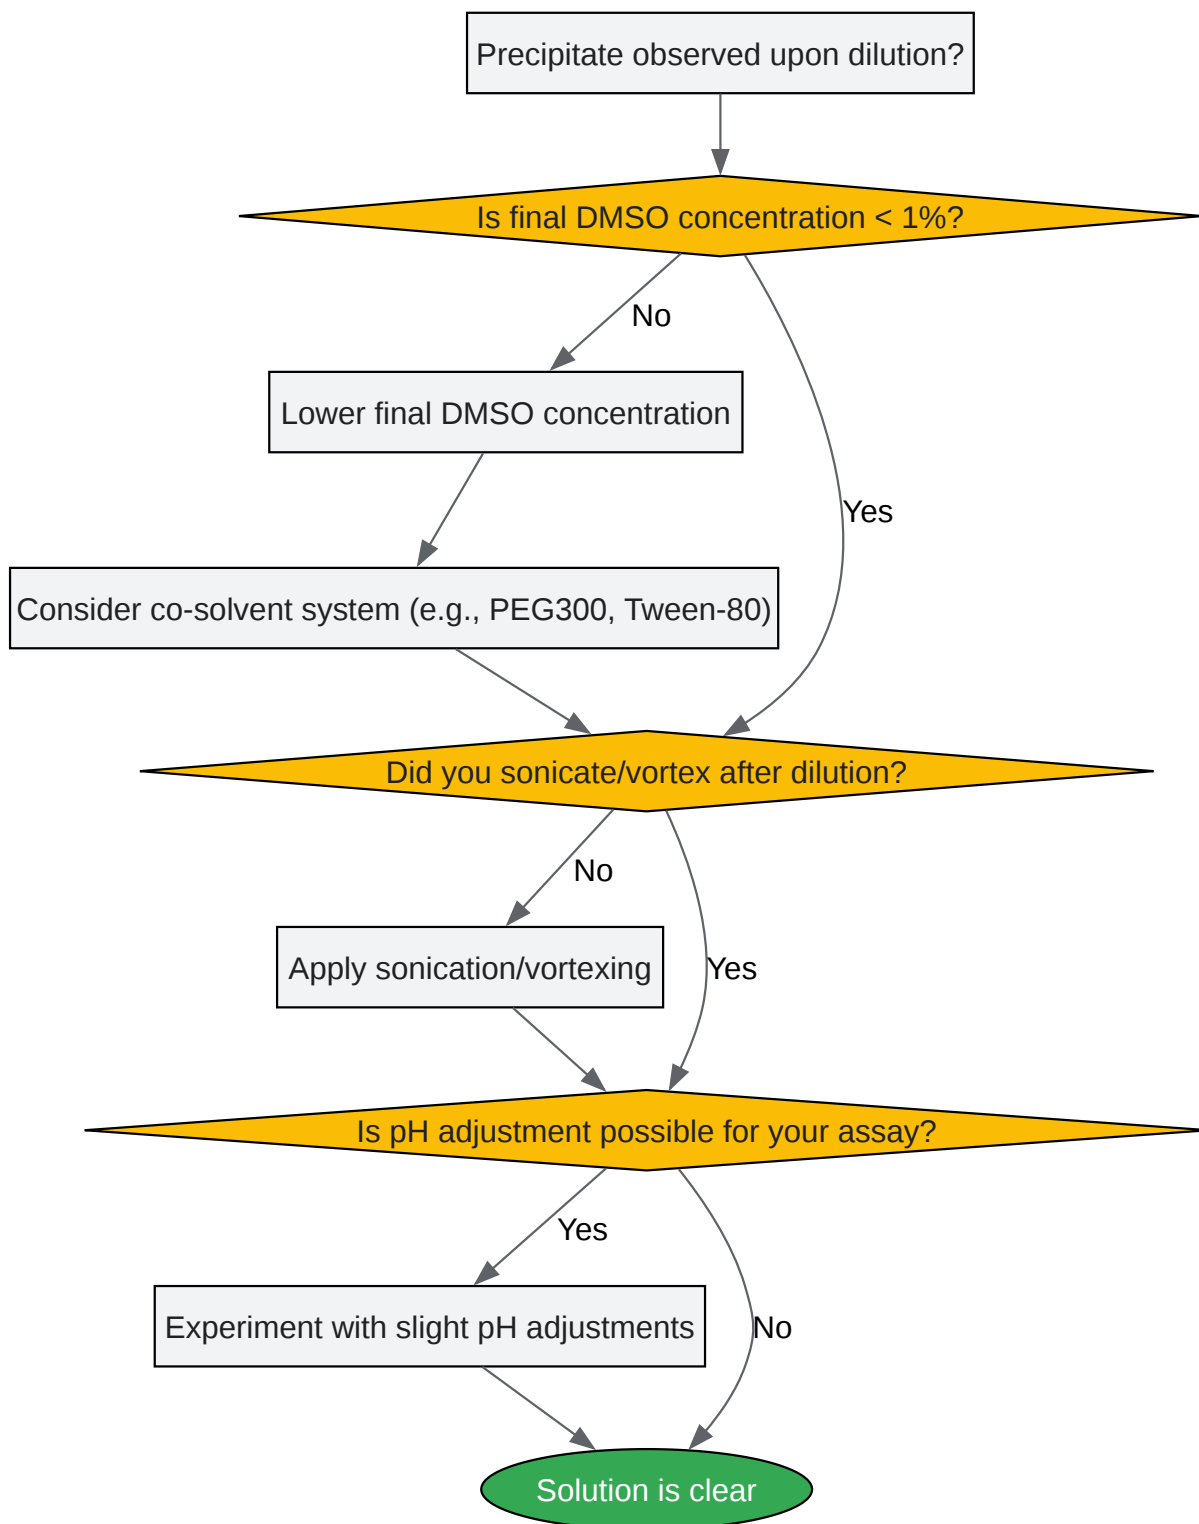 Precipitate observed upon dilution?
Is final DMSO concentration < 1%?
No
Lower final DMSO concentration
Yes
Consider co-solvent system (e.g., PEG300, Tween-80)
Did you sonicate/vortex after dilution?
No
Apply sonication/vortexing
Yes
Is pH adjustment possible for your assay?
Yes
Experiment with slight pH adjustments
No
Solution is clear